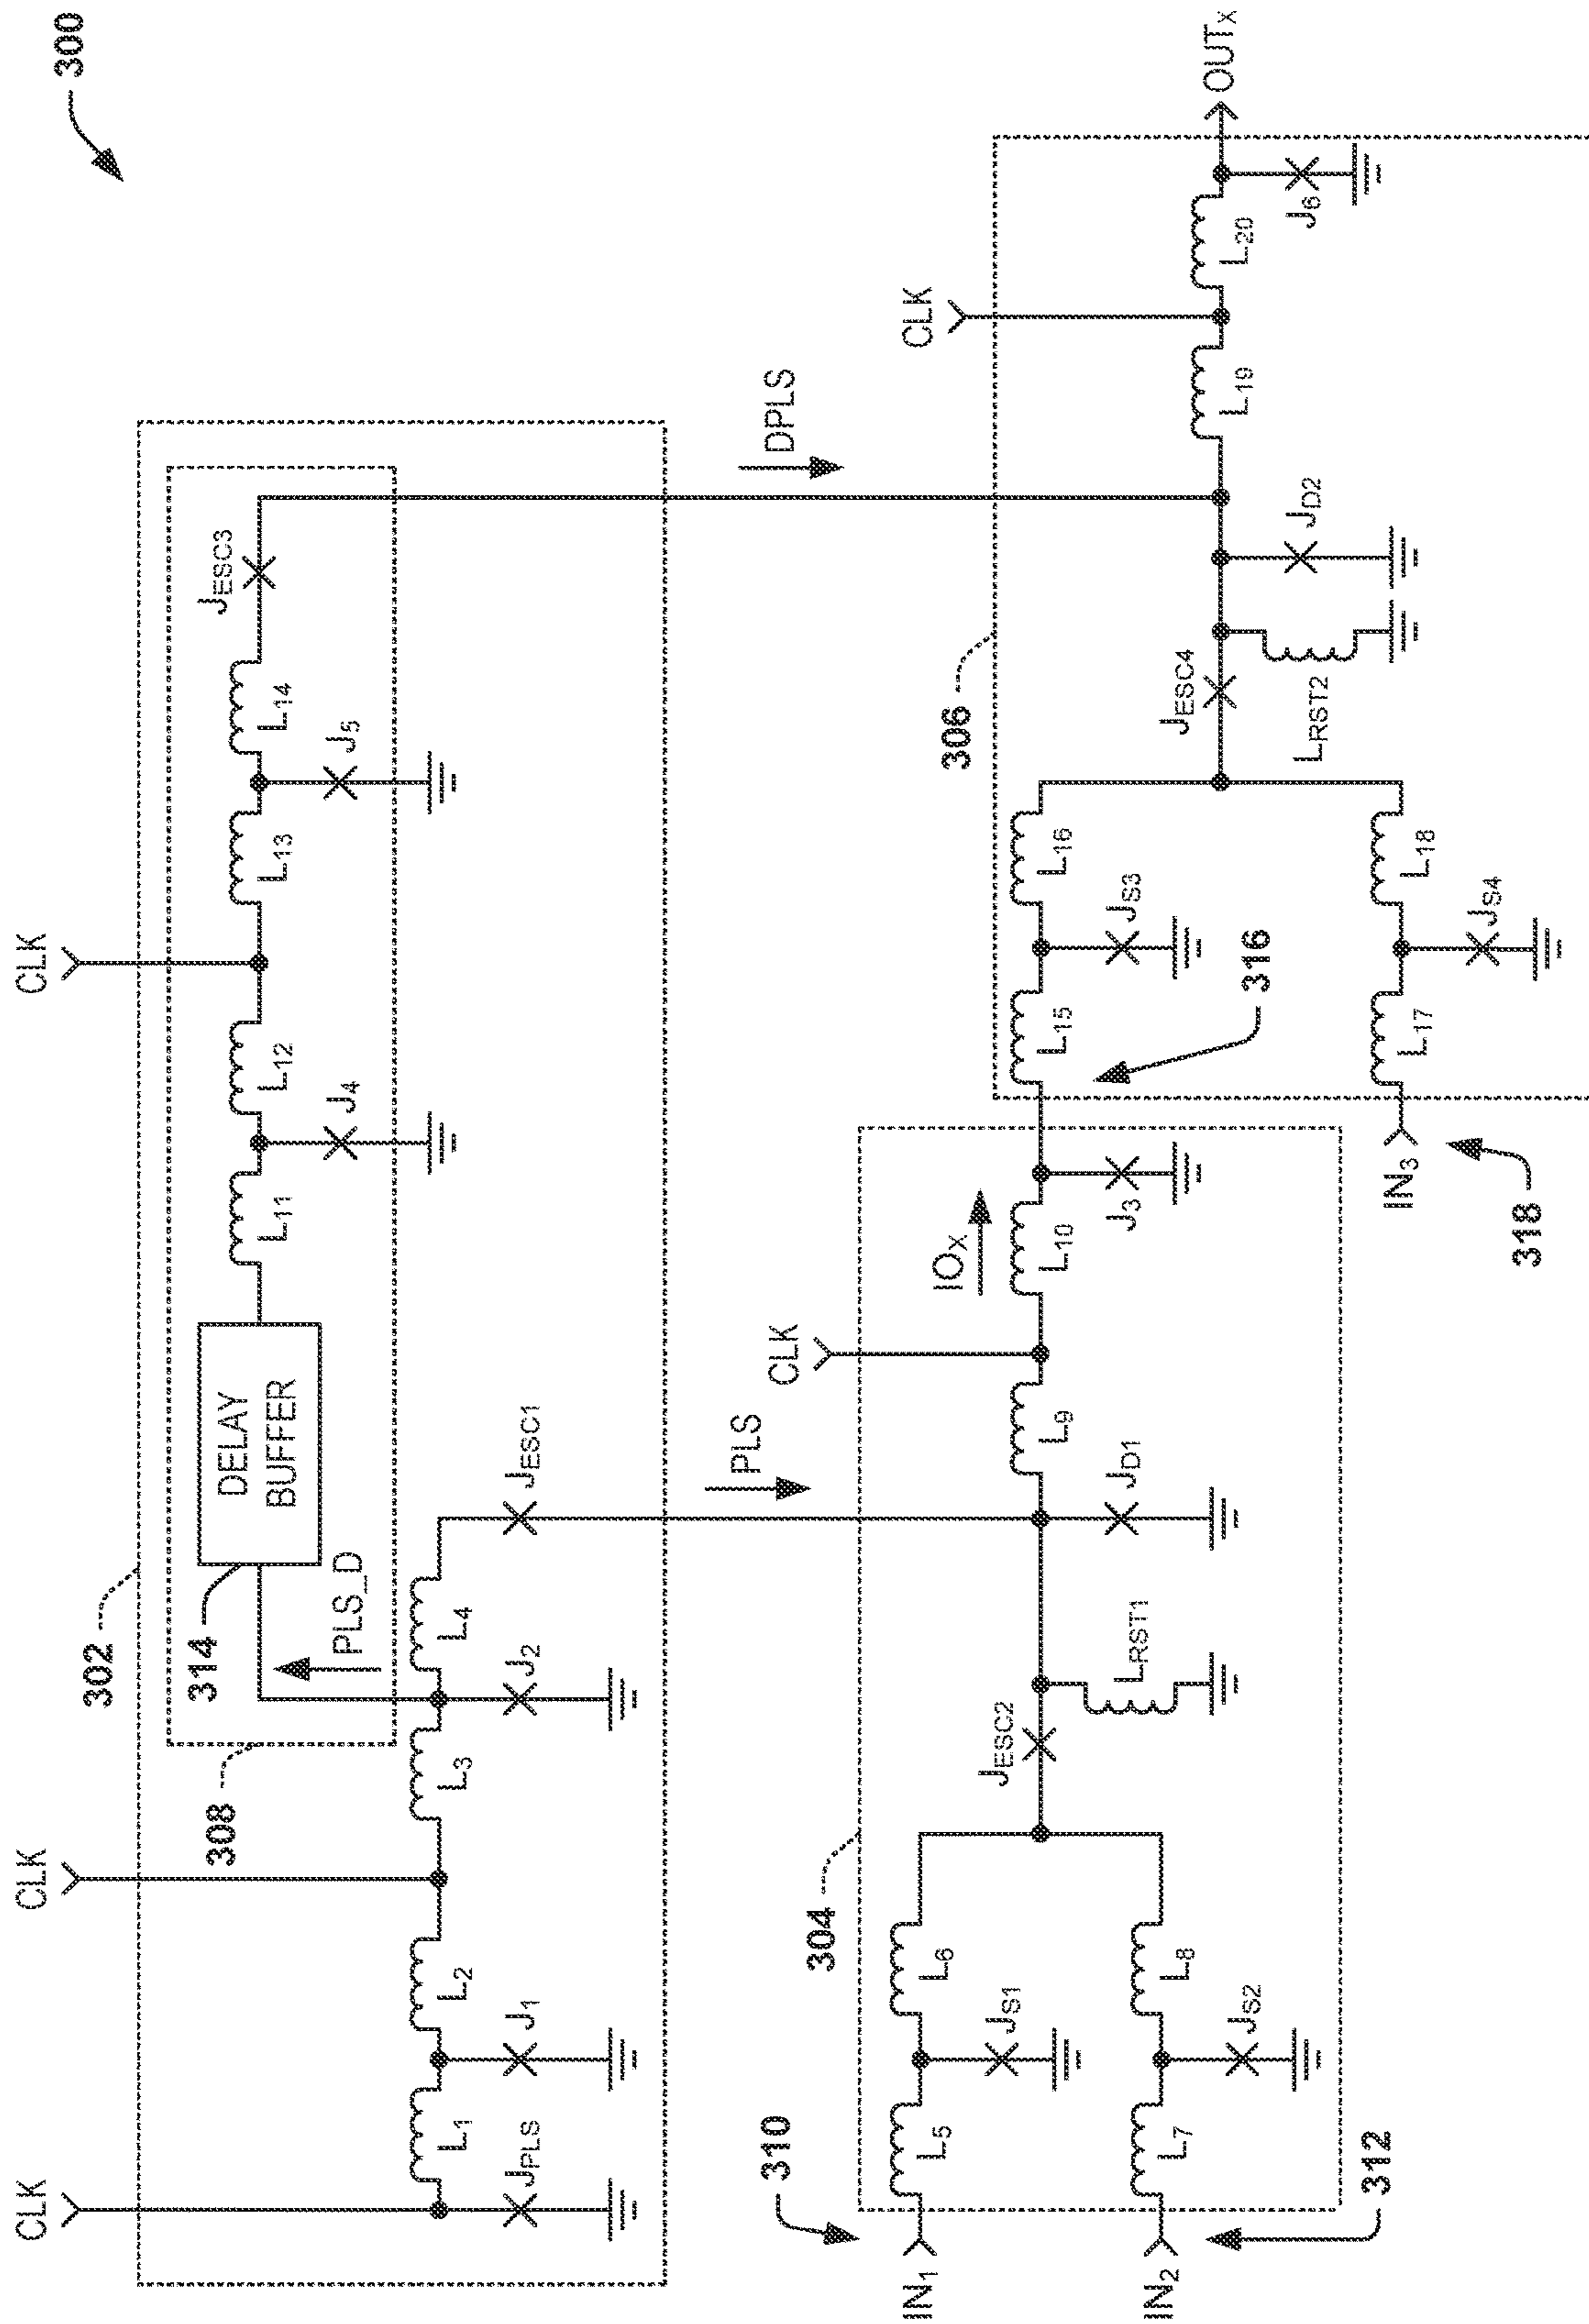 300
CLK
CLK
CLK
302
308
314
DELAY
BUFFER
PLS_D
L11
J4
L12
L13
J5
L14
JESC3
JPLS
L1
J1
L2
L3
J2
L4
JESC1
PLS
DPLS
304
310
IN1
L5
JS1
L6
312
IN2
L7
JS2
L8
JESC2
LRST1
JD1
L9
CLK
IOX
L10
J3
306
316
L15
JS3
L16
318
IN3
L17
JS4
L18
JESC4
LRST2
JD2
L19
CLK
L20
J6
OUTX